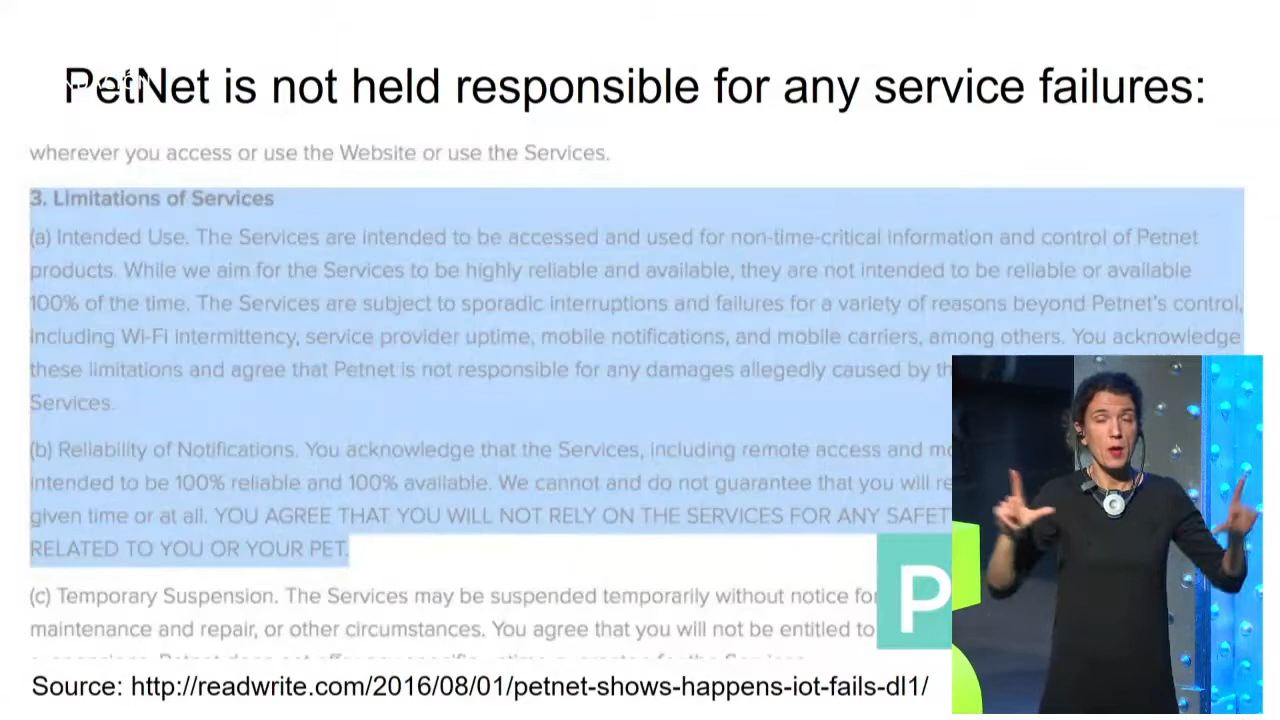 PetNet is not held responsible for any service failures:
wherever you access or use the Website or use the Services.
3. Limitations of Services
(a) Intended Use. The Services are intended to be accessed and used for non-time-critical information and control of Petnet
products. While we aim for the Services to be highly reliable and available, they are not intended to be reliable or available
100% of the time. The Services are subject to sporadic interruptions and failures for a variety of reasons beyond Petnet's control,
including Wi-Fi intermittency, service provider uptime, mobile notifications, and mobile carriers, among others. You acknowledge
these limitations and agree that Petnet is not responsible for any damages allegedly caused by th
Services.
(b) Reliability of Notifications. You acknowledge that the Services, including remote access and mo
intended to be 100% reliable and 100% available. We cannot and do not guarantee that you will re
given time or at all. YOU AGREE THAT YOU WILL NOT RELY ON THE SERVICES FOR ANY SAFET
RELATED TO YOU OR YOUR PET.
(c) Temporary Suspension. The Services may be suspended temporarily without notice for
maintenance and repair, or other circumstances. You agree that you will not be entitled to
P
Source: http://readwrite.com/2016/08/01/petnet-shows-happens-iot-fails-dl1/